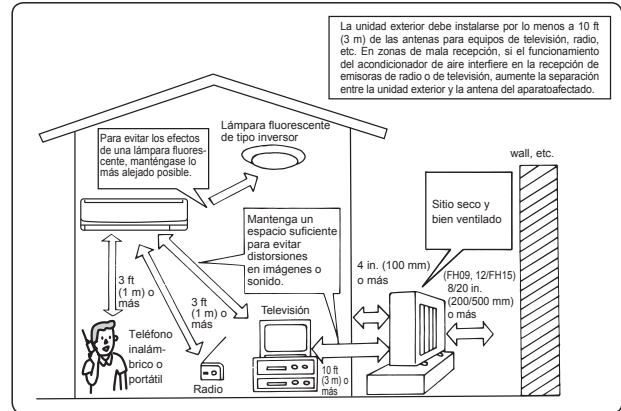 La unidad exterior debe instalarse por lo menos a 10 ft
(3 m) de las antenas para equipos de televisión, radio,
etc. En zonas de mala recepción, si el funcionamiento
del acondicionador de aire interfiere en la recepción de
emisoras de radio o de televisión, aumente la separación
entre la unidad exterior y la antena del aparatoafectado.
Lámpara fluorescente
de tipo inversor
Para evitar los efectos
de una lámpara fluores-
cente, manténgase lo
más alejado posible.
wall, etc.
Sitio seco y
bien ventilado
Mantenga un
espacio suficiente
para evitar
distorsiones
en imágenes o
sonido.
4 in. (100 mm)
o más
(FH09, 12/FH15)
8/20 in.
(200/500 mm)
o más
3 ft
(1 m) o
más
3 ft
(1 m) o
más
Televisión
Teléfono
inalám-
brico o
portátil
Radio
10 ft
(3 m) o
más